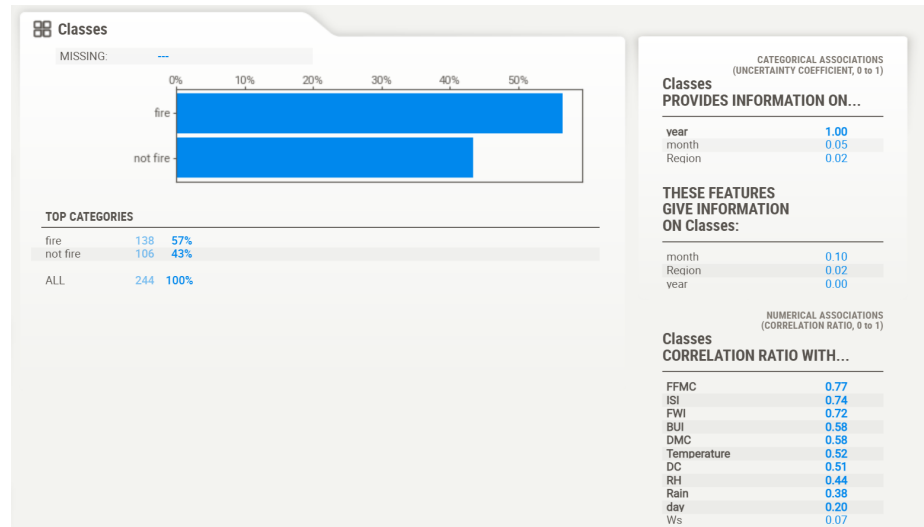 Classes
MISSING: ---
0% 10% 20% 30% 40% 50%
fire
not fire
TOP CATEGORIES
fire 138 57%
not fire 106 43%
ALL 244 100%
CATEGORICAL ASSOCIATIONS
(UNCERTAINTY COEFFICIENT, 0 to 1)
Classes
PROVIDES INFORMATION ON...
year 1.00
month 0.05
Region 0.02
THESE FEATURES
GIVE INFORMATION
ON Classes:
month 0.10
Region 0.02
year 0.00
NUMERICAL ASSOCIATIONS
(CORRELATION RATIO, 0 to 1)
Classes
CORRELATION RATIO WITH...
FFMC 0.77
ISI 0.74
FWI 0.72
BUI 0.58
DMC 0.58
Temperature 0.52
DC 0.51
RH 0.44
Rain 0.38
day 0.20
Ws 0.07